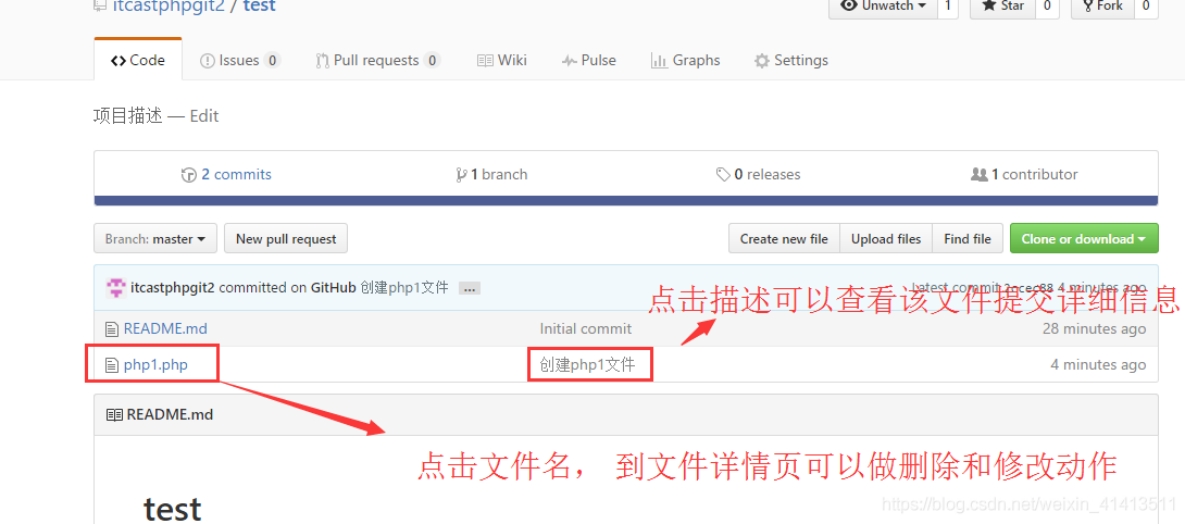 itcastphpgit2 / test
Unwatch 1 Star 0 Fork 0
Code Issues 0 Pull requests 0 Wiki Pulse Graphs Settings
项目描述 — Edit
2 commits 1 branch 0 releases 1 contributor
Branch: master New pull request Create new file Upload files Find file Clone or download
itcastphpgit2 committed on GitHub 创建php1文件 ... Latest commit 4 minutes ago
点击描述可以查看该文件提交详细信息
README.md Initial commit 28 minutes ago
php1.php 创建php1文件 4 minutes ago
README.md
点击文件名， 到文件详情页可以做删除和修改动作
test
https://blog.csdn.net/weixin_41413511